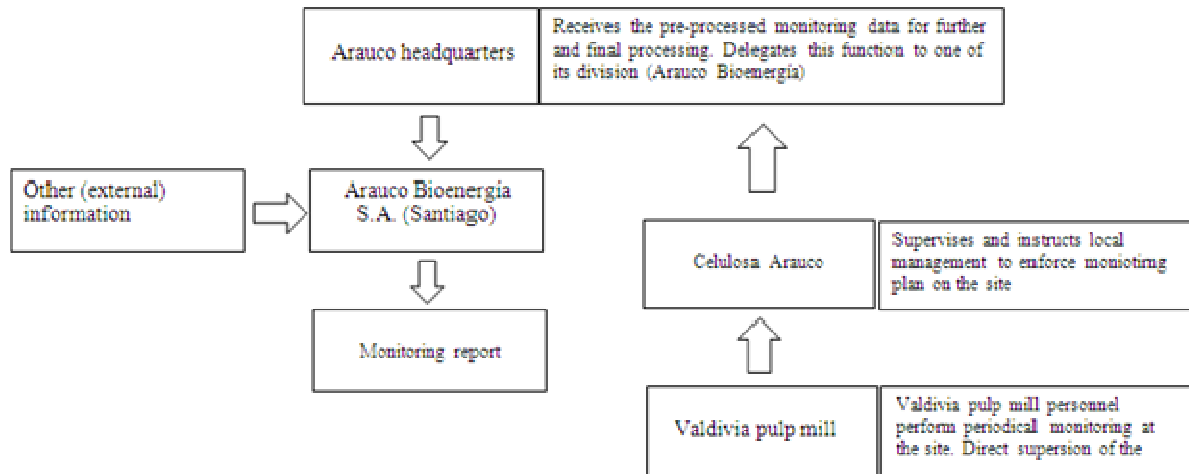 Arauco headquarters
Receives the pre-processed monitoring data for further
and final processing. Delegates this function to one of
its division (Arauco Bioenergía)
Other (external)
information
Arauco Bioenergía
S.A. (Santiago)
Celulosa Arauco
Supervises and instructs local
management to enforce moniotirng
plan on the site
Monitoring report
Valdivia pulp mill
Valdivia pulp mill personnel
perform periodical monitoring at
the site. Direct supersion of the